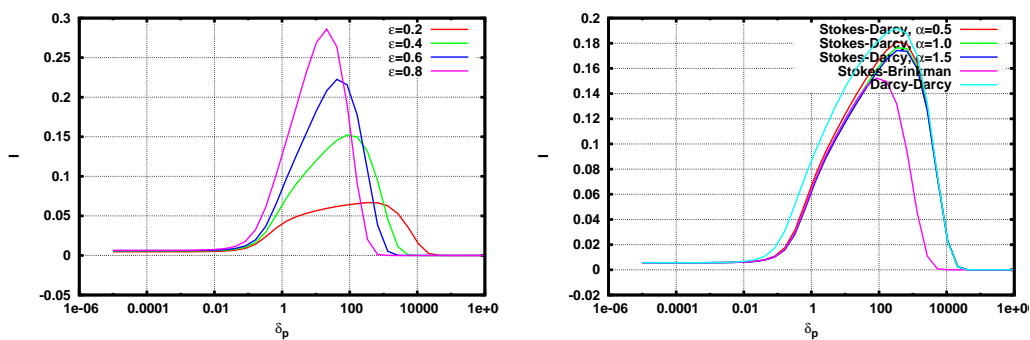 0.3
0.25
0.2
0.15
0.1
0.05
0
-0.05
1e-06
0.0001
0.01
1
100
10000
1e+0
I
δp
ε=0.2
ε=0.4
ε=0.6
ε=0.8
0.2
0.18
0.16
0.14
0.12
0.1
0.08
0.06
0.04
0.02
0
-0.02
1e-06
0.0001
0.01
1
100
10000
1e+06
I
δp
Stokes-Darcy, α=0.5
Stokes-Darcy, α=1.0
Stokes-Darcy, α=1.5
Stokes-Brinkman
Darcy-Darcy